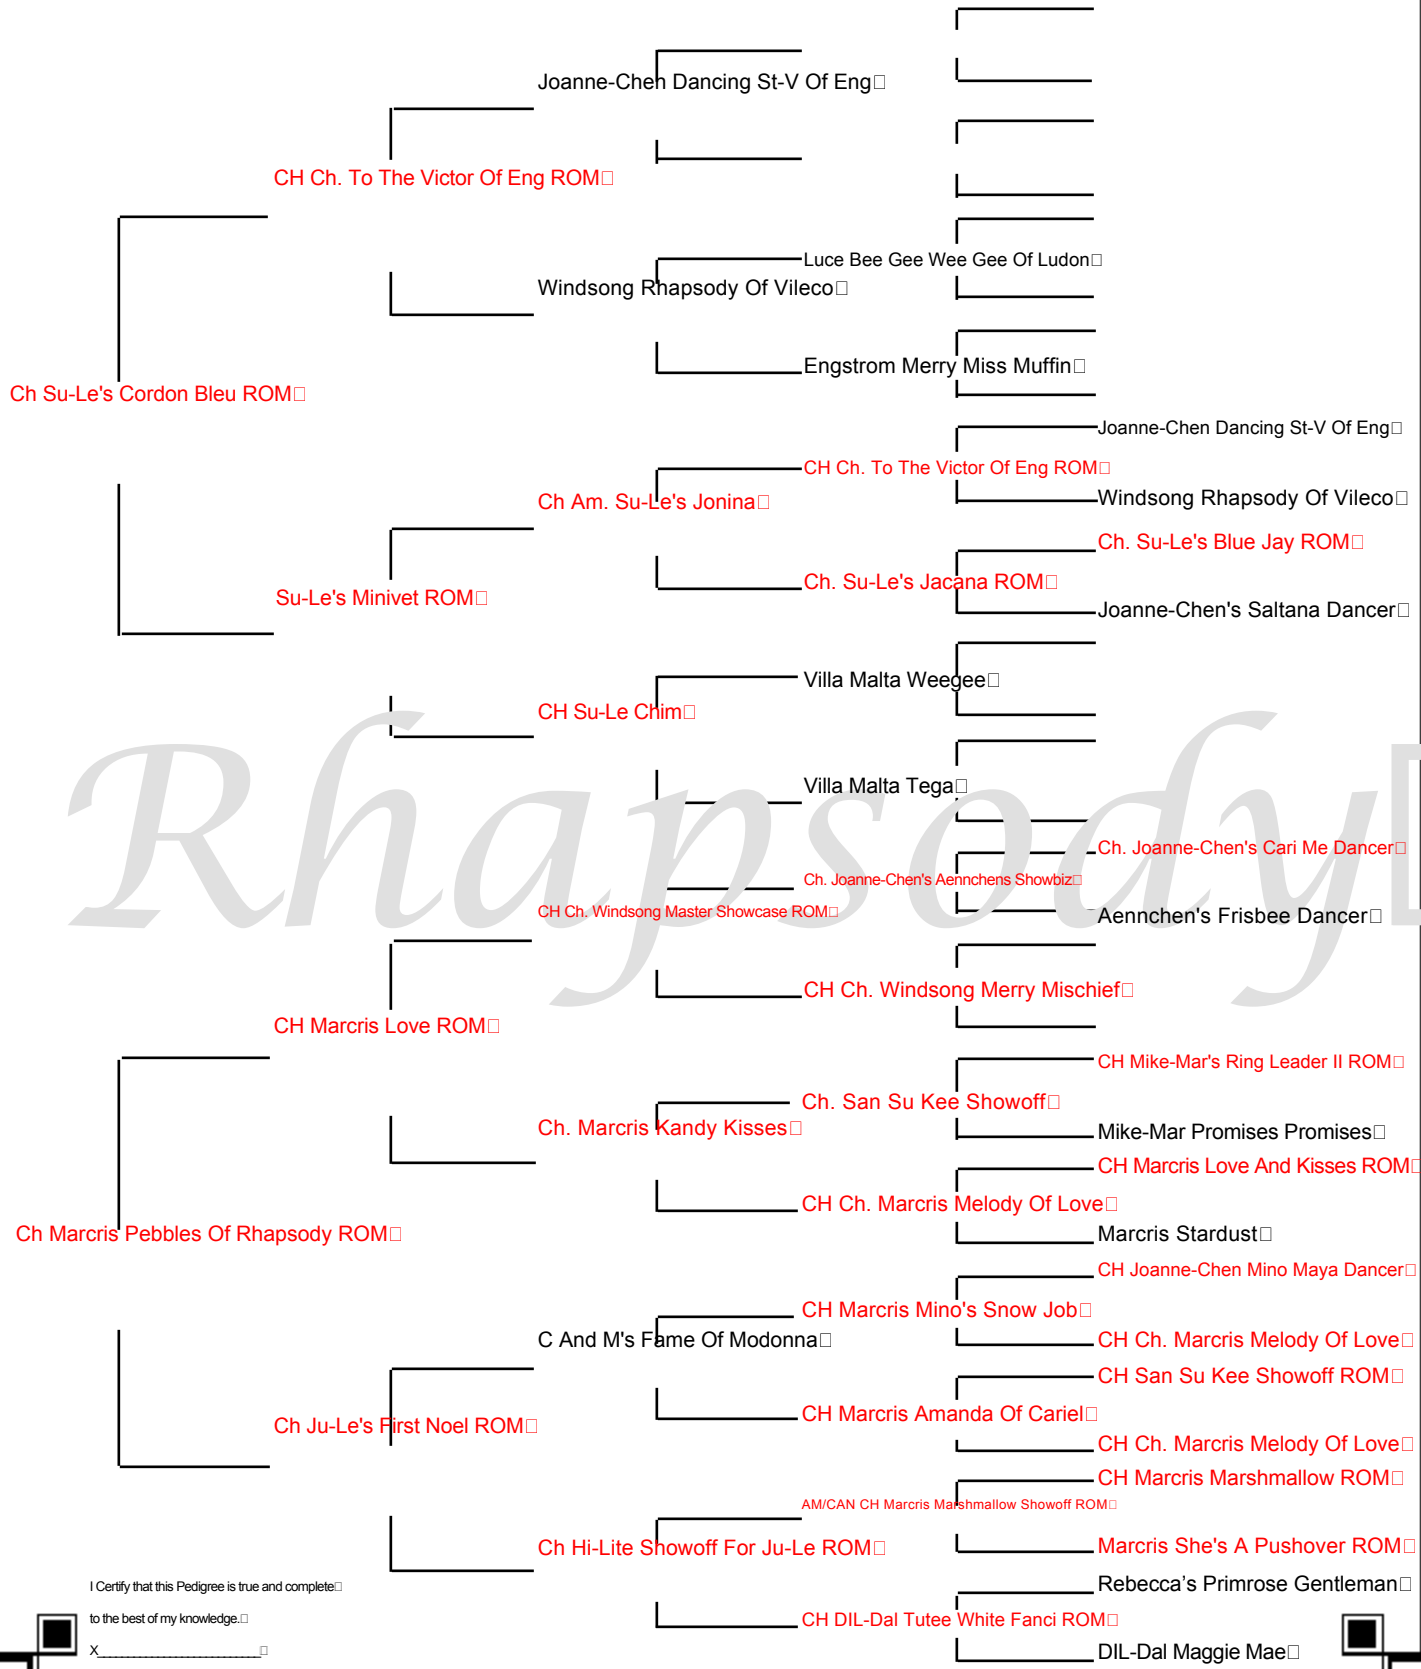 Joanne-Chen Dancing St-V Of Eng
CH Ch. To The Victor Of Eng ROM
Luce Bee Gee Wee Gee Of Ludon
Windsong Rhapsody Of Vileco
Engstrom Merry Miss Muffin
Ch Su-Le's Cordon Bleu ROM
Joanne-Chen Dancing St-V Of Eng
CH Ch. To The Victor Of Eng ROM
Ch Am. Su-Le's Jonina
Windsong Rhapsody Of Vileco
Ch. Su-Le's Blue Jay ROM
Ch. Su-Le's Jacana ROM
Su-Le's Minivet ROM
Joanne-Chen's Saltana Dancer
Villa Malta Weegee
CH Su-Le Chim
Villa Malta Tega
Rhapsody
Ch. Joanne-Chen's Cari Me Dancer
Ch. Joanne-Chen's Aennchens Showbiz
CH Ch. Windsong Master Showcase ROM
Aennchen's Frisbee Dancer
CH Ch. Windsong Merry Mischief
CH Marcris Love ROM
CH Mike-Mar's Ring Leader II ROM
Ch. San Su Kee Showoff
Ch. Marcris Kandy Kisses
Mike-Mar Promises Promises
CH Marcris Love And Kisses ROM
CH Ch. Marcris Melody Of Love
Ch Marcris Pebbles Of Rhapsody ROM
Marcris Stardust
CH Joanne-Chen Mino Maya Dancer
CH Marcris Mino's Snow Job
C And M's Fame Of Modonna
CH Ch. Marcris Melody Of Love
CH San Su Kee Showoff ROM
CH Marcris Amanda Of Cariel
Ch Ju-Le's First Noel ROM
CH Ch. Marcris Melody Of Love
CH Marcris Marshmallow ROM
AM/CAN CH Marcris Marshmallow Showoff ROM
Ch Hi-Lite Showoff For Ju-Le ROM
Marcris She's A Pushover ROM
Rebecca’s Primrose Gentleman
CH DIL-Dal Tutee White Fanci ROM
DIL-Dal Maggie Mae
I Certify that this Pedigree is true and complete
to the best of my knowledge.
X___________________________